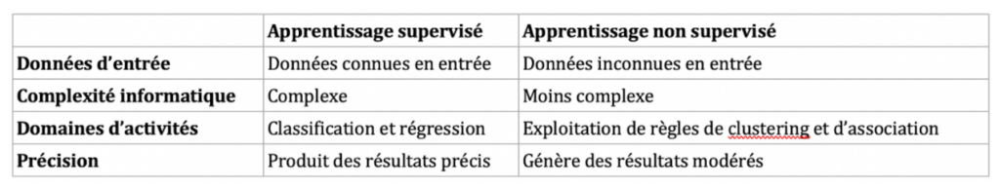 Apprentissage supervisé Apprentissage non supervisé
Données d’entrée Données connues en entrée Données inconnues en entrée
Complexité informatique Complexe Moins complexe
Domaines d’activités Classification et régression Exploitation de règles de clustering et d’association
Précision Produit des résultats précis Génère des résultats modérés